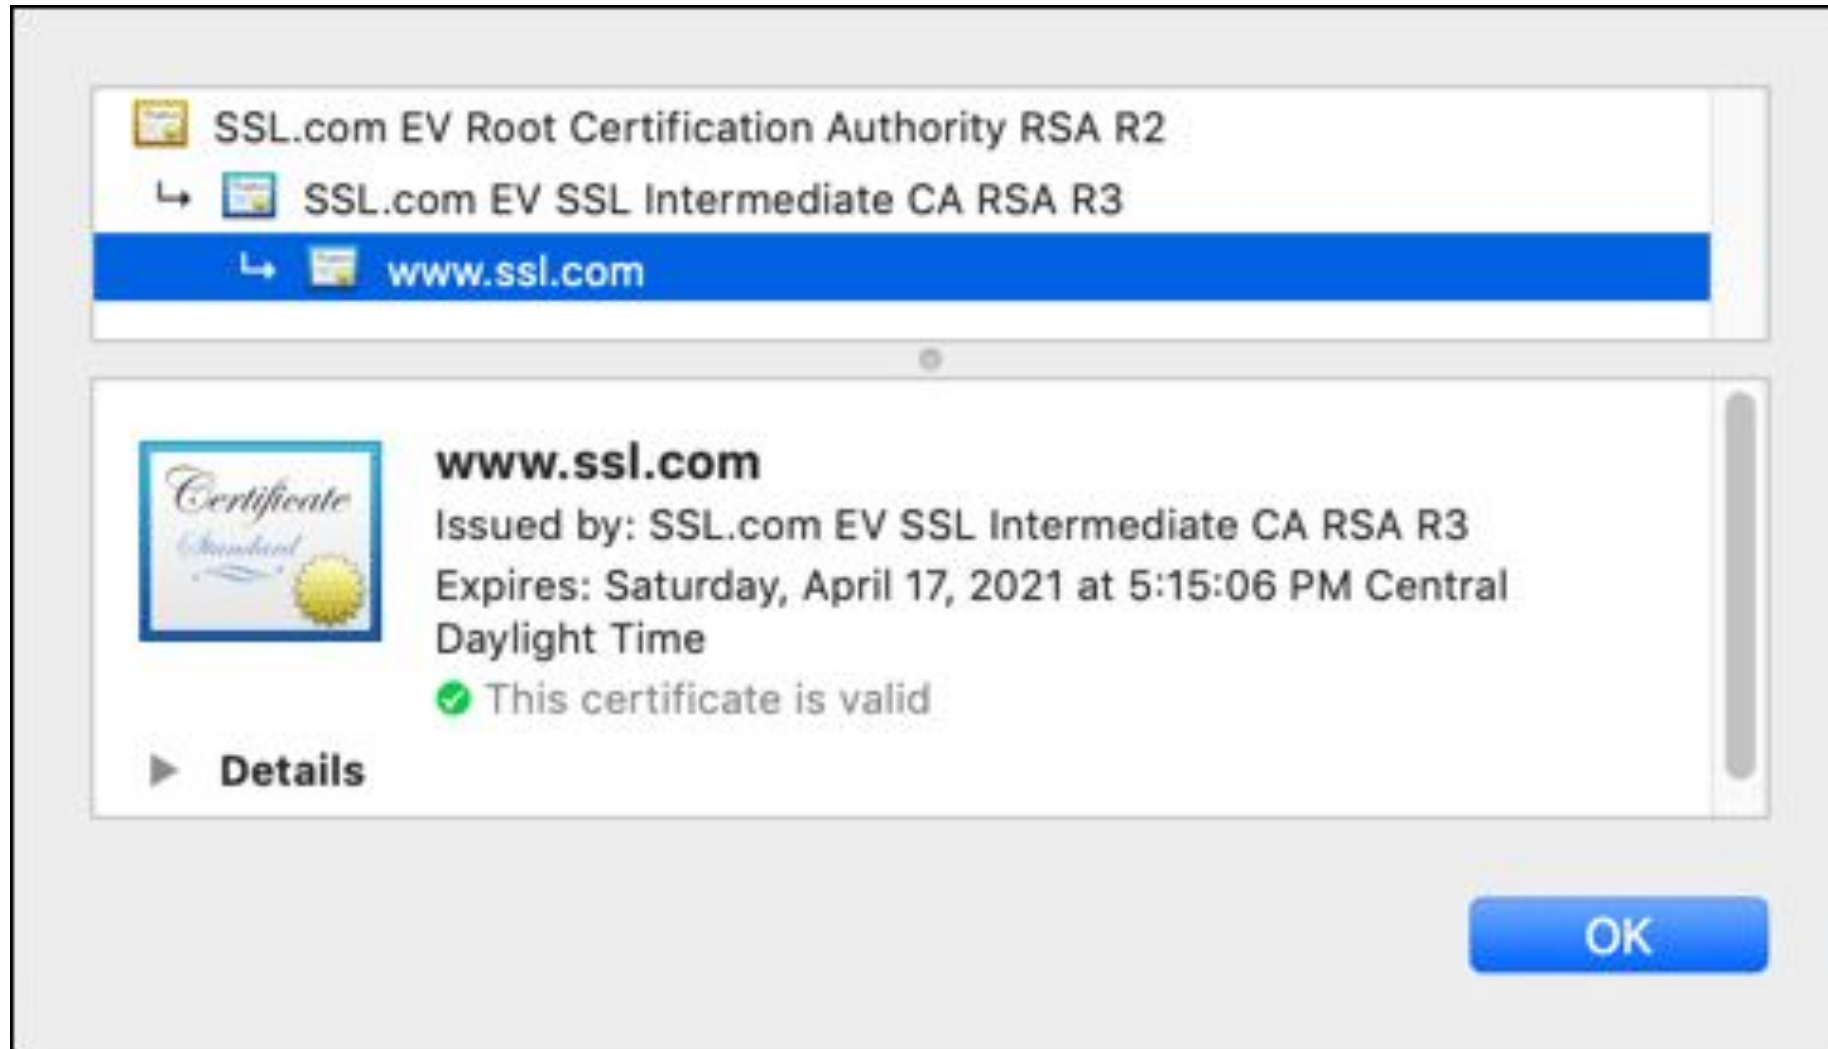 SSL.com EV Root Certification Authority RSA R2
SSL.com EV SSL Intermediate CA RSA R3
www.ssl.com
Certificate
Standard
www.ssl.com
Issued by: SSL.com EV SSL Intermediate CA RSA R3
Expires: Saturday, April 17, 2021 at 5:15:06 PM Central
Daylight Time
This certificate is valid
Details
OK